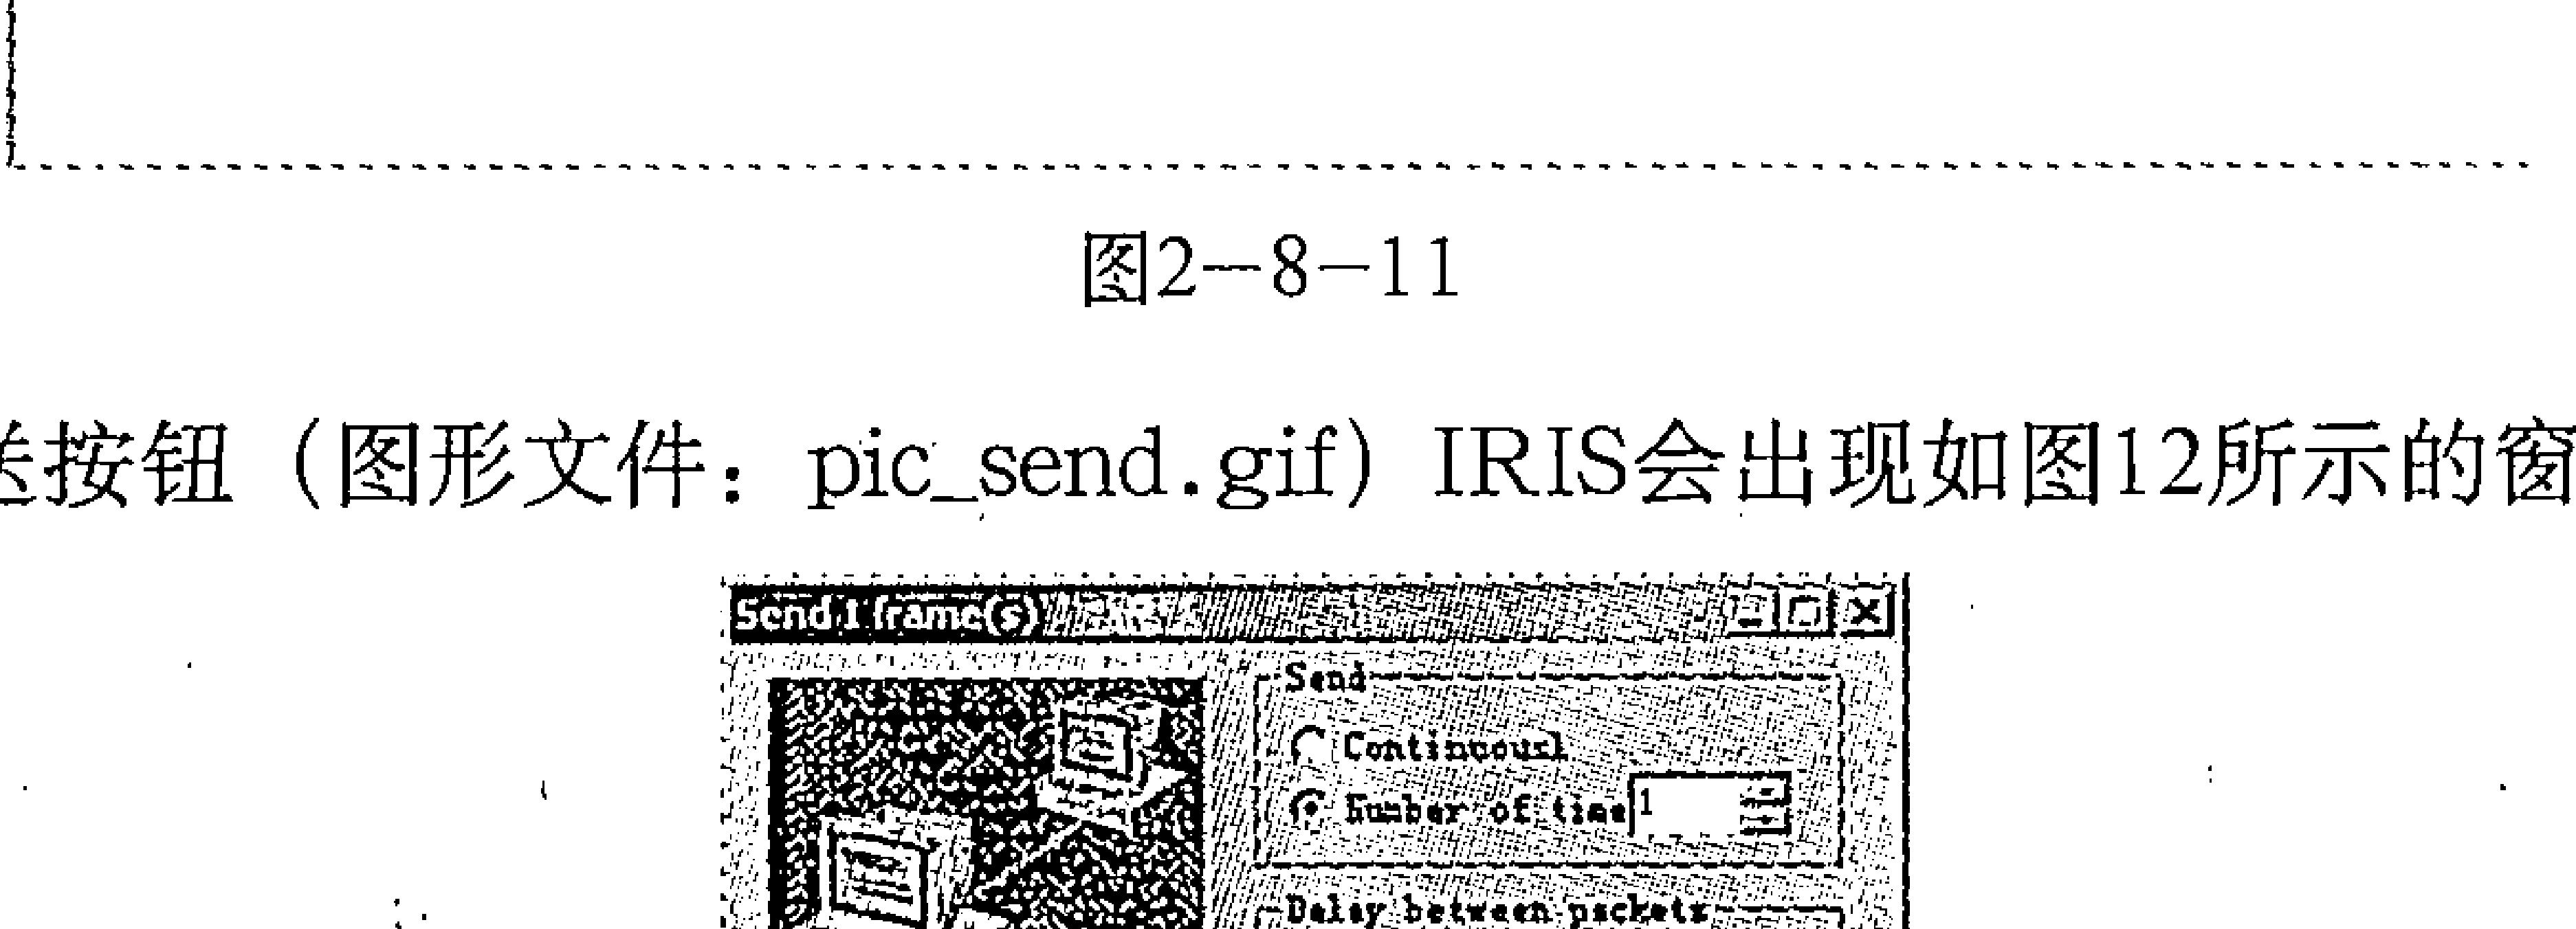 图2—8—11
送按钮（图形文件：pic_send.gif）IRIS会出现如图12所示的窗
Send 1 frame(s)
Send
Continuousl
Number of time 1
Delay between packets